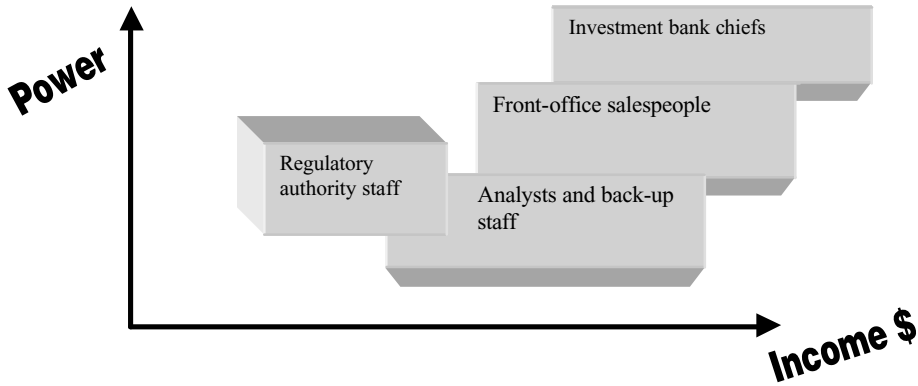 Power
Investment bank chiefs
Front-office salespeople
Regulatory
authority staff
Analysts and back-up
staff
Income $